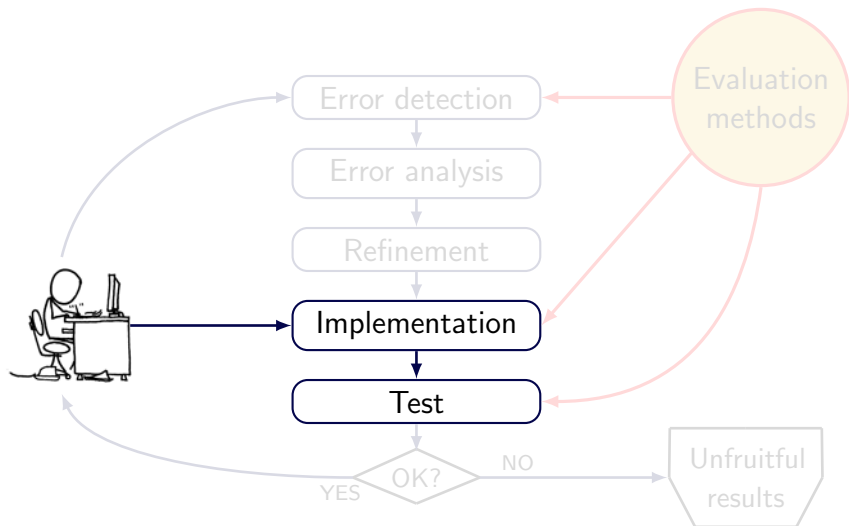 Evaluation
methods
Error detection
Error analysis
Refinement
Implementation
Test
OK?
NO
YES
Unfruitful
results